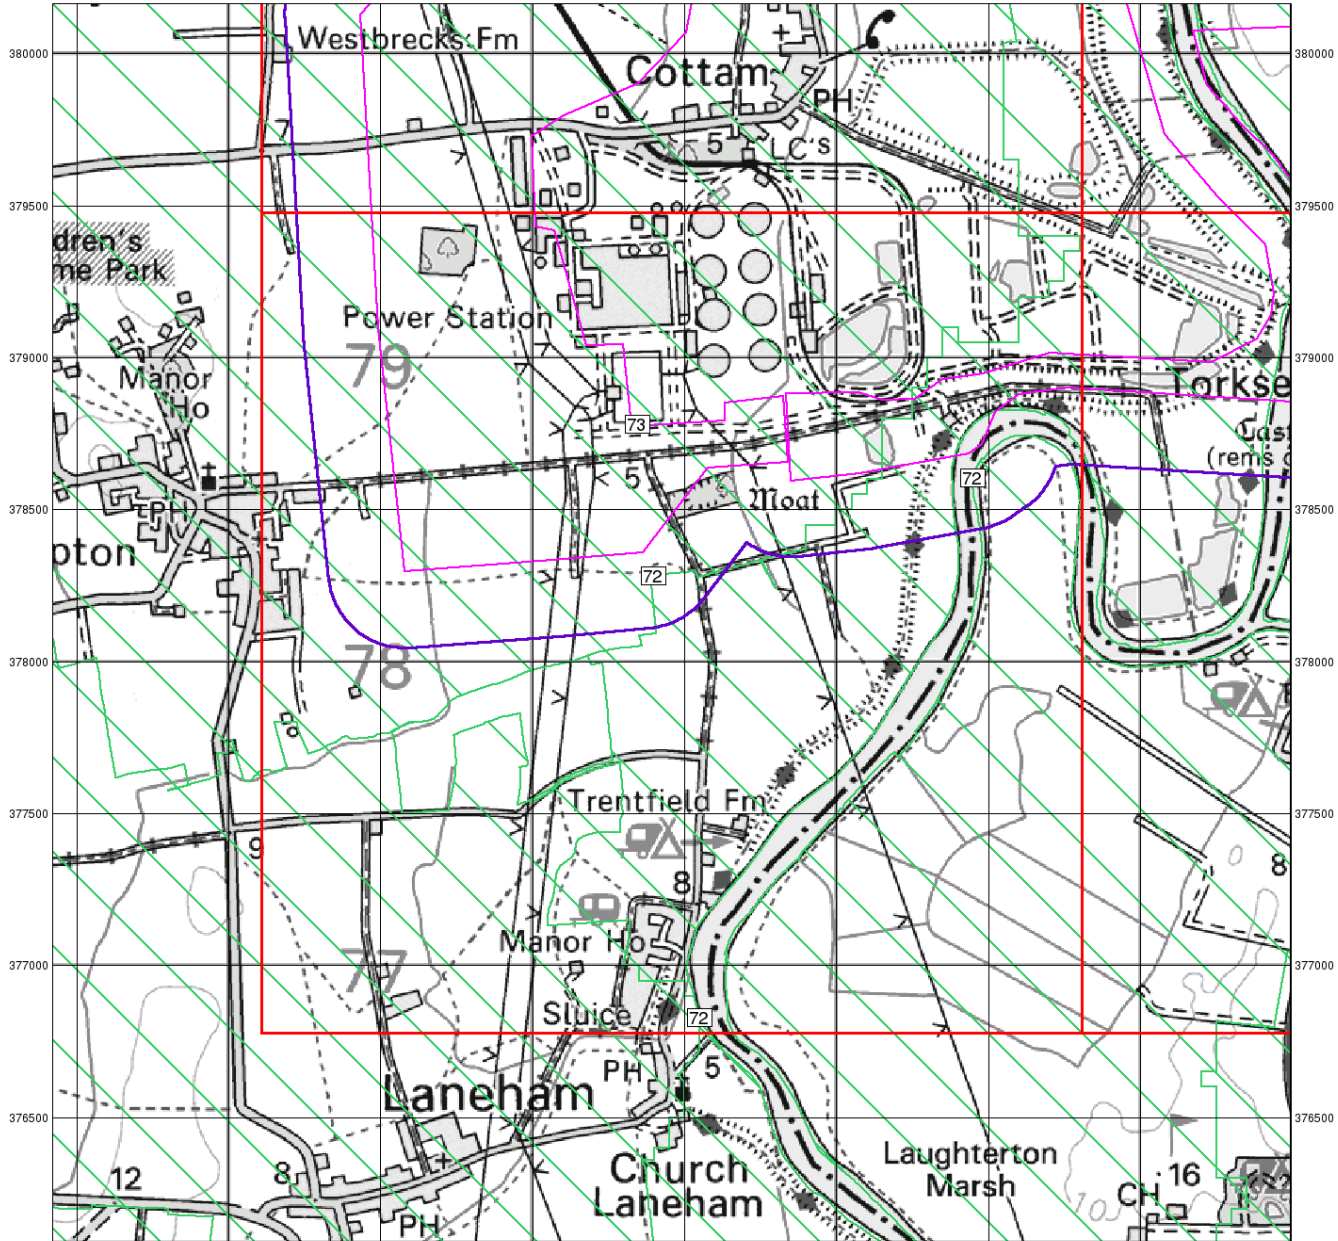 Westbrecks Fm
380000
380000
Cottam
PH
5
LC's
379500
379500
dren's
me Park
Power Station
379000
79
379000
Manor
Ho
Torkse
73
Cast
(rems
5
72
Moat
378500
PH
378500
pton
72
378000
78
378000
Trentfield Fm
377500
377500
9
8
8
Manor Ho
377000
77
377000
Sluice
72
PH
5
Laneham
376500
376500
Church
Laneham
Laughterton
Marsh
12
8
16
CH
10
PH